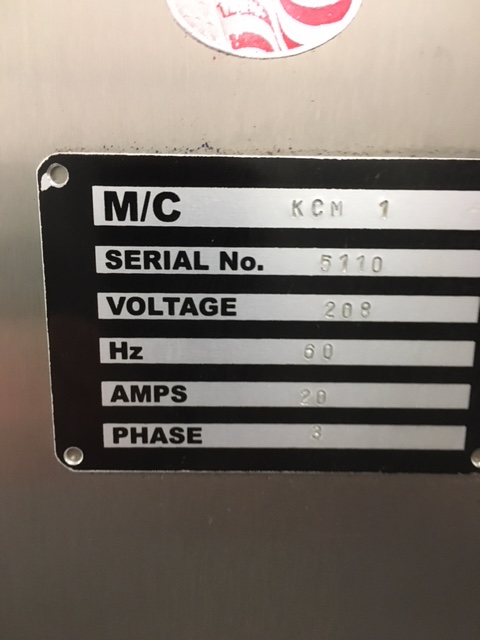 M/C KCM 1
SERIAL No. 5110
VOLTAGE 208
Hz 60
AMPS 20
PHASE 3